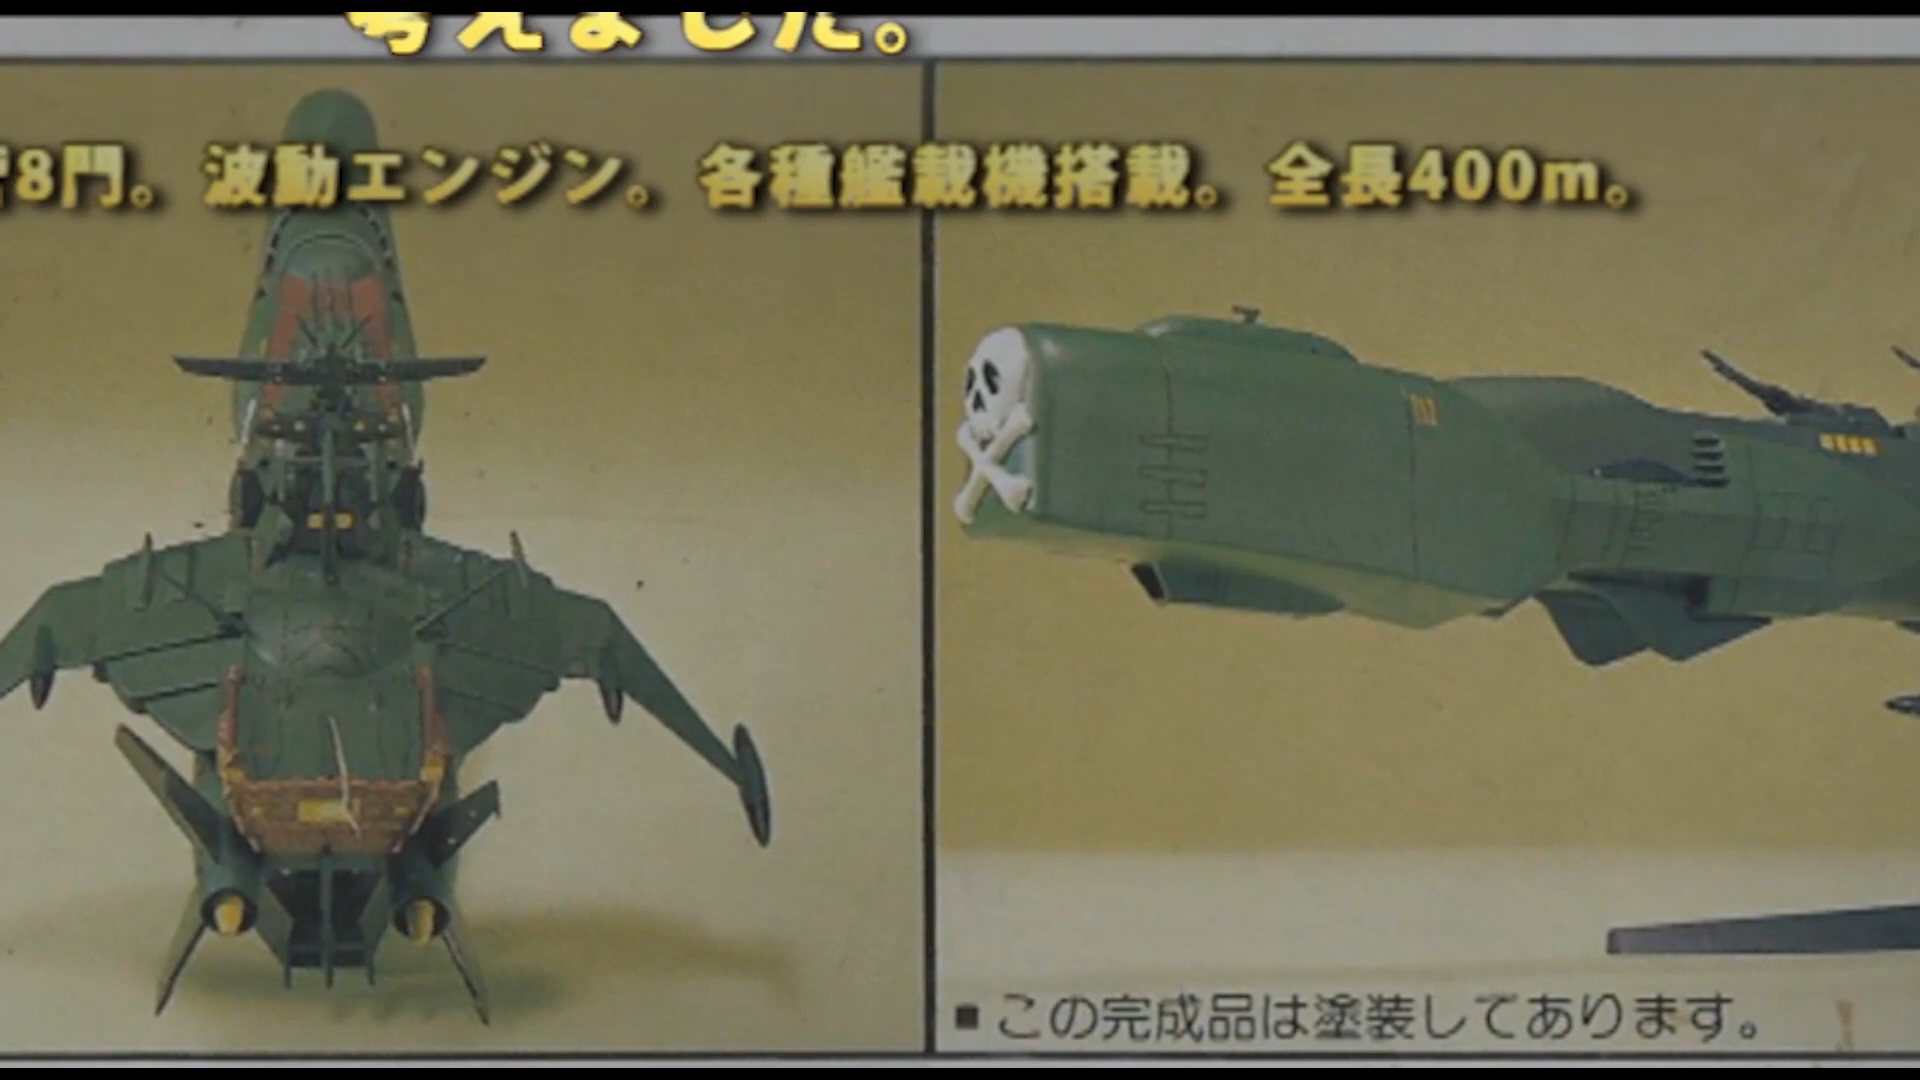 考えました。
8門。波動エンジン。各種艦載機搭載。全長400m。
■この完成品は塗装してあります。